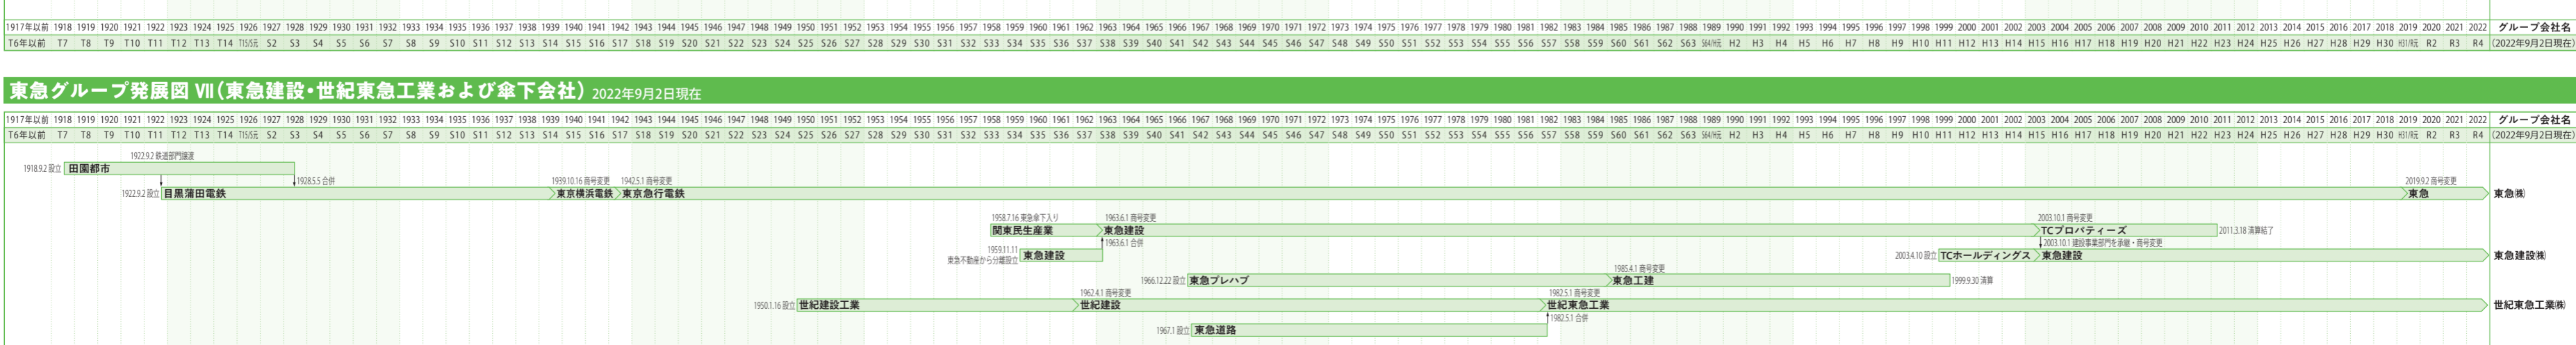 1917年以前 1918 1919 1920 1921 1922 1923 1924 1925 1926 1927 1928 1929 1930 1931 1932 1933 1934 1935 1936 1937 1938 1939 1940 1941 1942 1943 1944 1945 1946 1947 1948 1949 1950 1951 1952 1953 1954 1955 1956 1957 1958 1959 1960 1961 1962 1963 1964 1965 1966 1967 1968 1969 1970 1971 1972 1973 1974 1975 1976 1977 1978 1979 1980 1981 1982 1983 1984 1985 1986 1987 1988 1989 1990 1991 1992 1993 1994 1995 1996 1997 1998 1999 2000 2001 2002 2003 2004 2005 2006 2007 2008 2009 2010 2011 2012 2013 2014 2015 2016 2017 2018 2019 2020 2021 2022 グループ会社名
T6年以前 T7 T8 T9 T10 T11 T12 T13 T14 T15/S元 S2 S3 S4 S5 S6 S7 S8 S9 S10 S11 S12 S13 S14 S15 S16 S17 S18 S19 S20 S21 S22 S23 S24 S25 S26 S27 S28 S29 S30 S31 S32 S33 S34 S35 S36 S37 S38 S39 S40 S41 S42 S43 S44 S45 S46 S47 S48 S49 S50 S51 S52 S53 S54 S55 S56 S57 S58 S59 S60 S61 S62 S63 S64/H元 H2 H3 H4 H5 H6 H7 H8 H9 H10 H11 H12 H13 H14 H15 H16 H17 H18 H19 H20 H21 H22 H23 H24 H25 H26 H27 H28 H29 H30 H31/R元 R2 R3 R4 (2022年9月2日現在)
東急グループ発展図 Ⅶ(東急建設・世紀東急工業および傘下会社) 2022年9月2日現在
1917年以前 1918 1919 1920 1921 1922 1923 1924 1925 1926 1927 1928 1929 1930 1931 1932 1933 1934 1935 1936 1937 1938 1939 1940 1941 1942 1943 1944 1945 1946 1947 1948 1949 1950 1951 1952 1953 1954 1955 1956 1957 1958 1959 1960 1961 1962 1963 1964 1965 1966 1967 1968 1969 1970 1971 1972 1973 1974 1975 1976 1977 1978 1979 1980 1981 1982 1983 1984 1985 1986 1987 1988 1989 1990 1991 1992 1993 1994 1995 1996 1997 1998 1999 2000 2001 2002 2003 2004 2005 2006 2007 2008 2009 2010 2011 2012 2013 2014 2015 2016 2017 2018 2019 2020 2021 2022 グループ会社名
T6年以前 T7 T8 T9 T10 T11 T12 T13 T14 T15/S元 S2 S3 S4 S5 S6 S7 S8 S9 S10 S11 S12 S13 S14 S15 S16 S17 S18 S19 S20 S21 S22 S23 S24 S25 S26 S27 S28 S29 S30 S31 S32 S33 S34 S35 S36 S37 S38 S39 S40 S41 S42 S43 S44 S45 S46 S47 S48 S49 S50 S51 S52 S53 S54 S55 S56 S57 S58 S59 S60 S61 S62 S63 S64/H元 H2 H3 H4 H5 H6 H7 H8 H9 H10 H11 H12 H13 H14 H15 H16 H17 H18 H19 H20 H21 H22 H23 H24 H25 H26 H27 H28 H29 H30 H31/R元 R2 R3 R4 (2022年9月2日現在)
1922.9.2 鉄道部門譲渡
1918.9.2 設立 田園都市
1928.5.5 合併 1939.10.16 商号変更 1942.5.1 商号変更 2019.9.2 商号変更
1922.9.2 設立 目黒蒲田電鉄 東京横浜電鉄 東京急行電鉄 東急 東急㈱
1958.7.16 東急傘下入り 1963.6.1 商号変更 2003.10.1 商号変更
関東民生産業 東急建設 TCプロパティーズ 2011.3.18 清算結了
1963.6.1 合併 2003.10.1 建設事業部門を承継・商号変更
1959.11.11
東急不動産から分離設立 東急建設 2003.4.10 設立 TCホールディングス 東急建設 東急建設㈱
1985.4.1 商号変更
1966.12.22 設立 東急プレハブ 東急工建 1999.9.30 清算
1962.4.1 商号変更 1982.5.1 商号変更
1950.1.16 設立 世紀建設工業 世紀建設 世紀東急工業 世紀東急工業㈱
1982.5.1 合併
1967.1 設立 東急道路